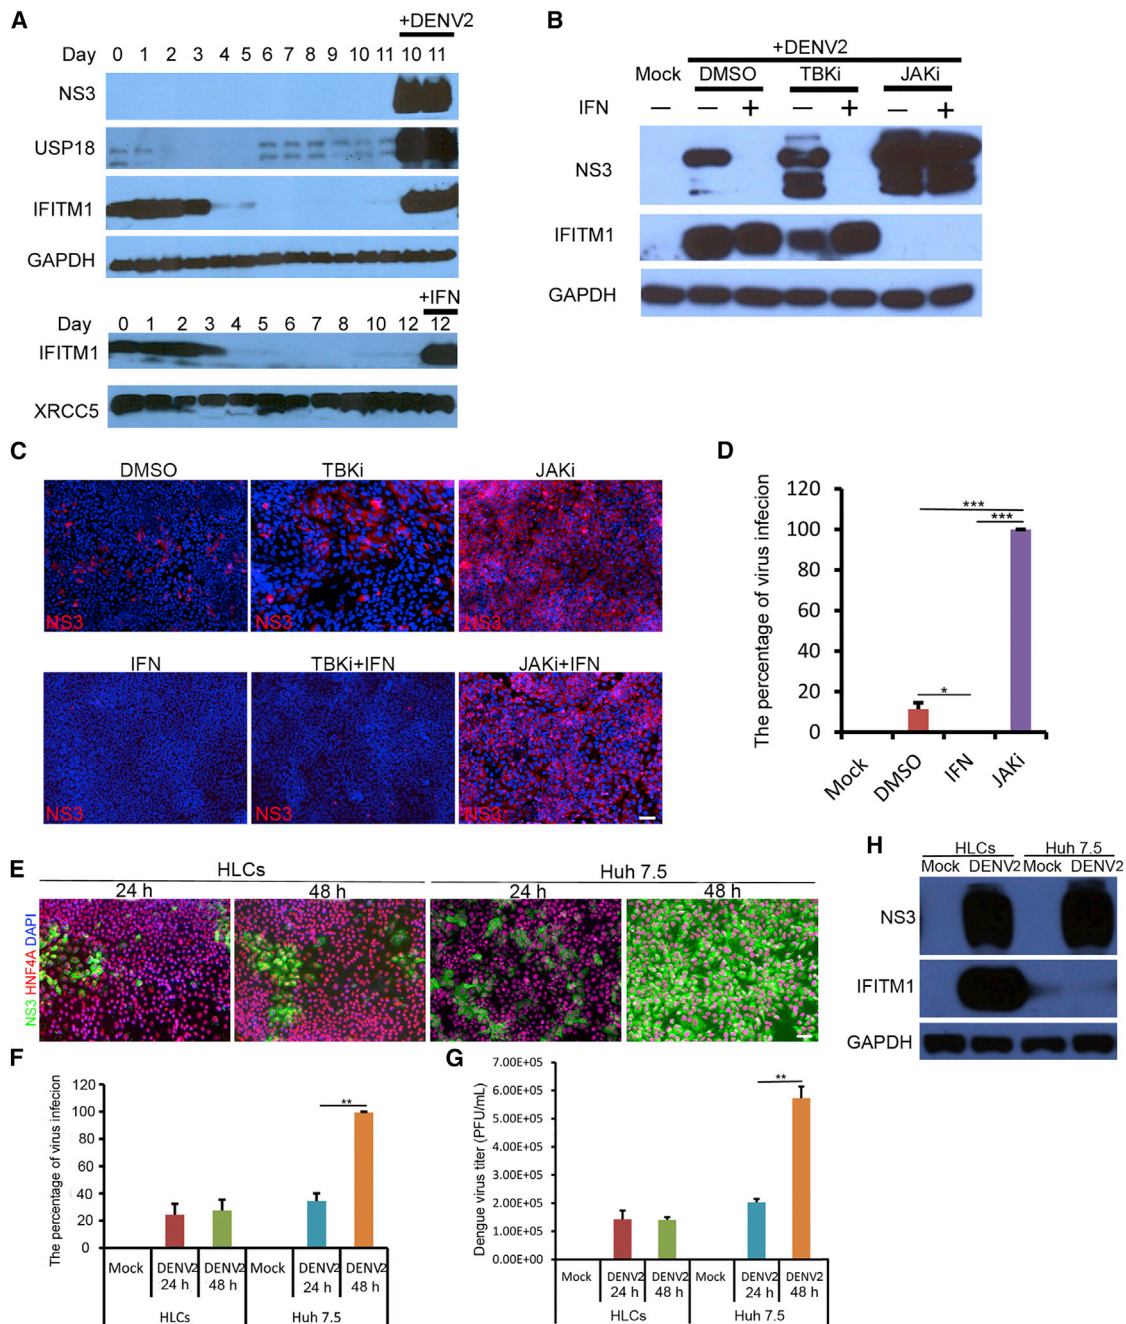 A
+DENV2
Day 0 1 2 3 4 5 6 7 8 9 10 11 10 11
NS3
USP18
IFITM1
GAPDH
+IFN
Day 0 1 2 3 4 5 6 7 8 10 12 12
IFITM1
XRCC5
B
+DENV2
Mock DMSO TBKi JAKi
IFN — — + — + — +
NS3
IFITM1
GAPDH
C
DMSO TBKi JAKi
NS3 NS3 NS3
IFN TBKi+IFN JAKi+IFN
NS3 NS3 NS3
D
The percentage of virus infecion
120
100
80
60
40
20
0
***
***
*
Mock DMSO IFN JAKi
E
HLCs Huh 7.5
24 h 48 h 24 h 48 h
NS3 HNF4A DAPI
H
HLCs Huh 7.5
Mock DENV2 Mock DENV2
NS3
IFITM1
GAPDH
F
The percentage of virus infecion
120
100
80
60
40
20
0
**
Mock DENV2 24 h DENV2 48 h Mock DENV2 24 h DENV2 48 h
HLCs Huh 7.5
G
Dengue virus titer (PFU/mL)
7.00E+05
6.00E+05
5.00E+05
4.00E+05
3.00E+05
2.00E+05
1.00E+05
0.00E+00
**
Mock DENV2 24 h DENV2 48 h Mock DENV2 24 h DENV2 48 h
HLCs Huh 7.5